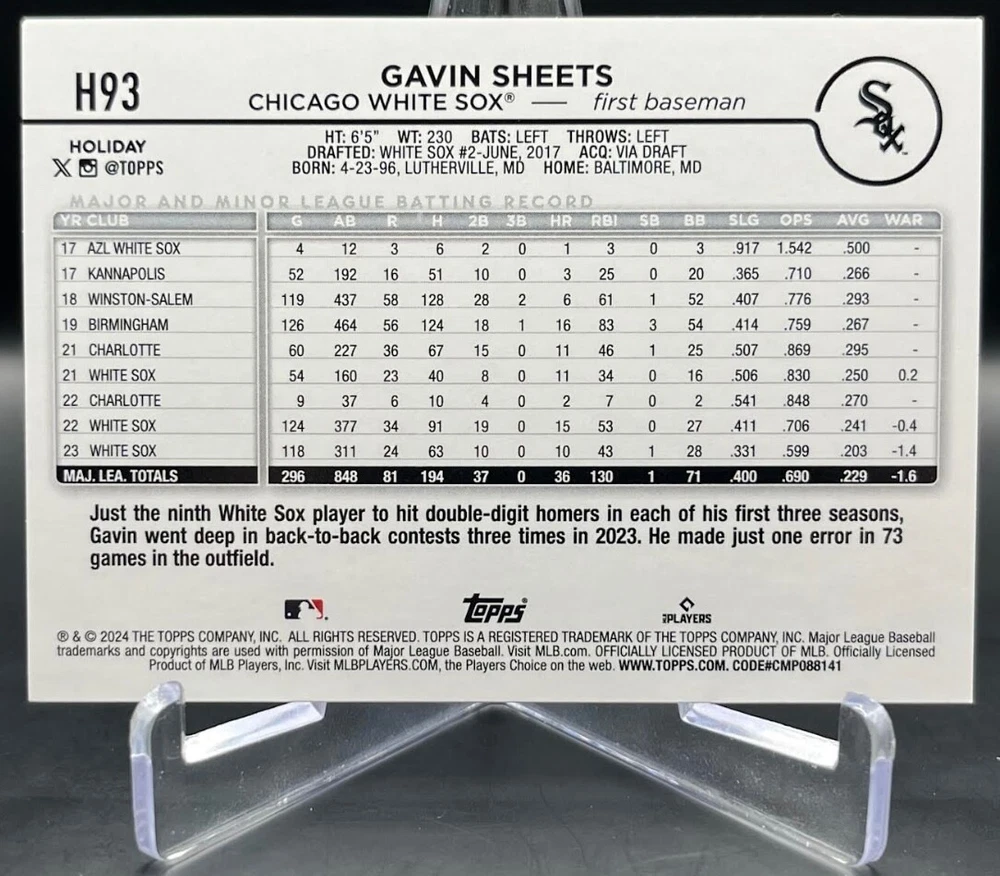 H93
GAVIN SHEETS
CHICAGO WHITE SOX® — first baseman
Sox
HOLIDAY
X @TOPPS
HT: 6'5" WT: 230 BATS: LEFT THROWS: LEFT
DRAFTED: WHITE SOX #2-JUNE, 2017 ACQ: VIA DRAFT
BORN: 4-23-96, LUTHERVILLE, MD HOME: BALTIMORE, MD
MAJOR AND MINOR LEAGUE BATTING RECORD
YR CLUB G AB R H 2B 3B HR RBI SB BB SLG OPS AVG WAR
17 AZL WHITE SOX 4 12 3 6 2 0 1 3 0 3 .917 1.542 .500 -
17 KANNAPOLIS 52 192 16 51 10 0 3 25 0 20 .365 .710 .266 -
18 WINSTON-SALEM 119 437 58 128 28 2 6 61 1 52 .407 .776 .293 -
19 BIRMINGHAM 126 464 56 124 18 1 16 83 3 54 .414 .759 .267 -
21 CHARLOTTE 60 227 36 67 15 0 11 46 1 25 .507 .869 .295 -
21 WHITE SOX 54 160 23 40 8 0 11 34 0 16 .506 .830 .250 0.2
22 CHARLOTTE 9 37 6 10 4 0 2 7 0 2 .541 .848 .270 -
22 WHITE SOX 124 377 34 91 19 0 15 53 0 27 .411 .706 .241 -0.4
23 WHITE SOX 118 311 24 63 10 0 10 43 1 28 .331 .599 .203 -1.4
MAJ. LEA. TOTALS 296 848 81 194 37 0 36 130 1 71 .400 .690 .229 -1.6
Just the ninth White Sox player to hit double-digit homers in each of his first three seasons,
Gavin went deep in back-to-back contests three times in 2023. He made just one error in 73
games in the outfield.
Topps®
PLAYERS
® & © 2024 THE TOPPS COMPANY, INC. ALL RIGHTS RESERVED. TOPPS IS A REGISTERED TRADEMARK OF THE TOPPS COMPANY, INC. Major League Baseball
trademarks and copyrights are used with permission of Major League Baseball. Visit MLB.com. OFFICIALLY LICENSED PRODUCT OF MLB. Officially Licensed
Product of MLB Players, Inc. Visit MLBPLAYERS.COM, the Players Choice on the web. WWW.TOPPS.COM. CODE#CMP088141